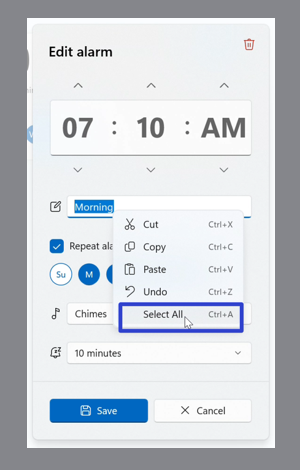 Edit alarm
07 : 10 : AM
Morning
Cut Ctrl+X
Copy Ctrl+C
Repeat
Paste Ctrl+V
Su M
Undo Ctrl+Z
Chimes
Select All Ctrl+A
10 minutes
Save Cancel